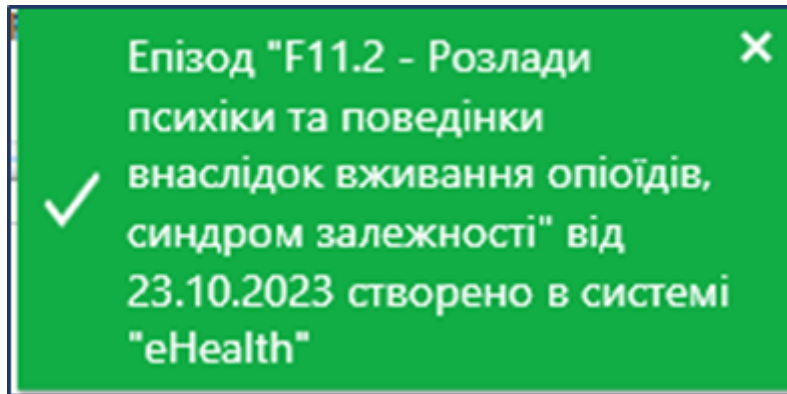 Епізод "F11.2 - Розлади
психіки та поведінки
внаслідок вживання опіоїдів,
синдром залежності" від
23.10.2023 створено в системі
"eHealth"